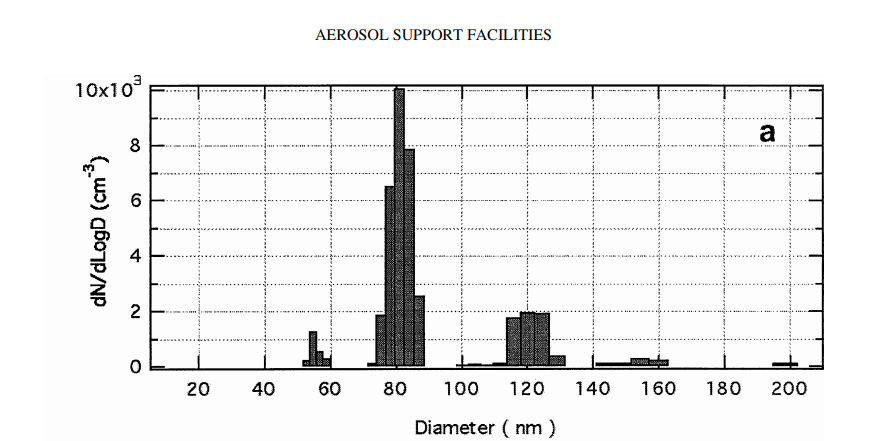 AEROSOL SUPPORT FACILITIES
10x10³
8
6
4
2
0
dN/dLogD (cm⁻³)
a
20 40 60 80 100 120 140 160 180 200
Diameter ( nm )